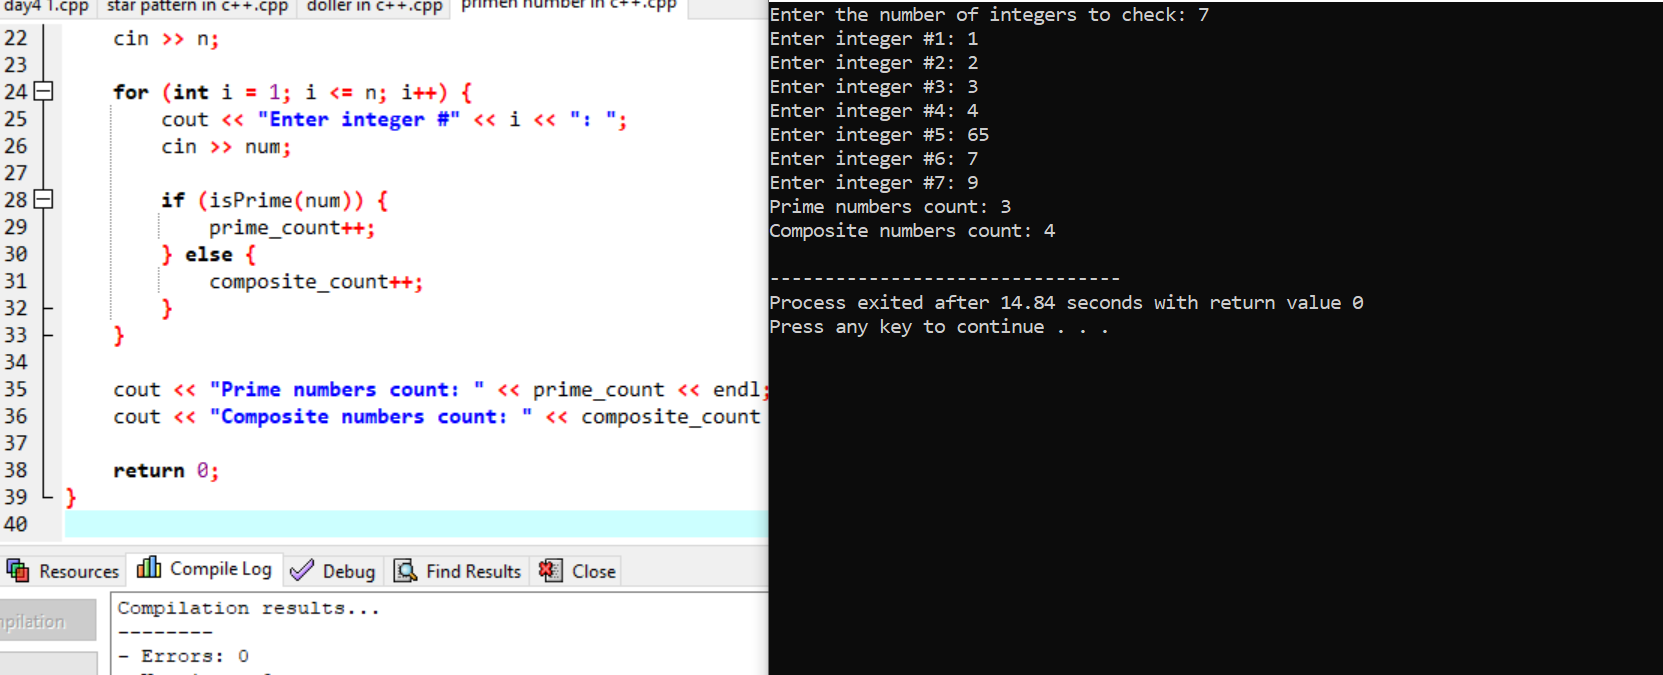 day4 1.cpp star pattern in c++.cpp doller in c++.cpp primen number in c++.cpp
22 cin >> n;
23
24 for (int i = 1; i <= n; i++) {
25 cout << "Enter integer #" << i << ": ";
26 cin >> num;
27
28 if (isPrime(num)) {
29 prime_count++;
30 } else {
31 composite_count++;
32 }
33 }
34
35 cout << "Prime numbers count: " << prime_count << endl;
36 cout << "Composite numbers count: " << composite_count
37
38 return 0;
39 }
40
Resources Compile Log Debug Find Results Close
mpilation
Compilation results...
--------
- Errors: 0
Enter the number of integers to check: 7
Enter integer #1: 1
Enter integer #2: 2
Enter integer #3: 3
Enter integer #4: 4
Enter integer #5: 65
Enter integer #6: 7
Enter integer #7: 9
Prime numbers count: 3
Composite numbers count: 4
--------------------------------
Process exited after 14.84 seconds with return value 0
Press any key to continue . . .